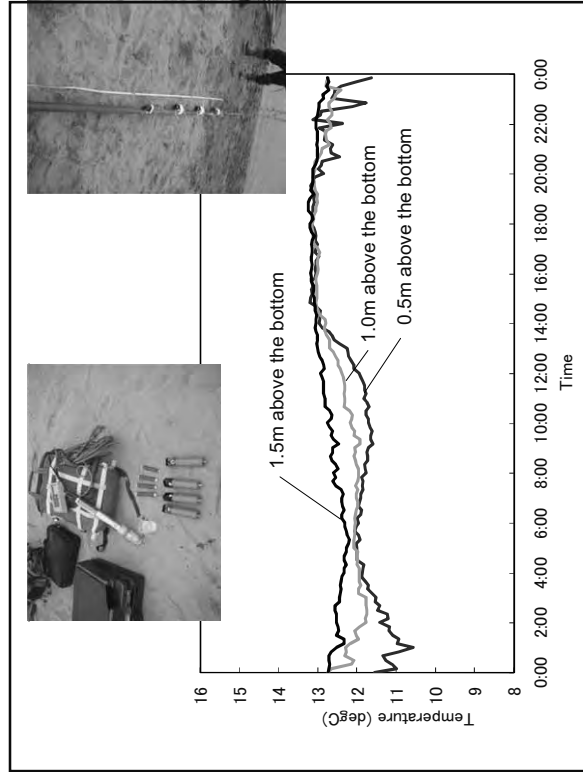 Temperature (degC)
16
15
14
13
12
11
10
9
8
1.5m above the bottom
1.0m above the bottom
0.5m above the bottom
0:00 2:00 4:00 6:00 8:00 10:00 12:00 14:00 16:00 18:00 20:00 22:00 0:00
Time